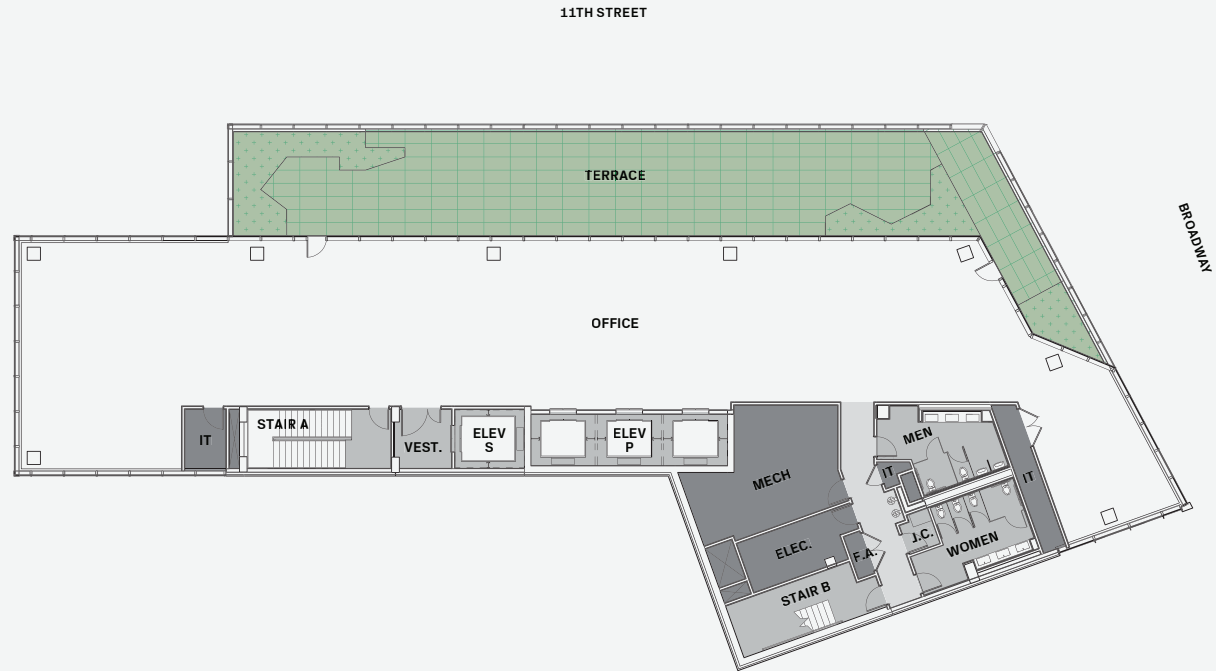 11TH STREET
TERRACE
BROADWAY
OFFICE
STAIR A
IT
VEST.
ELEV
S
ELEV
P
MEN
MECH
IT
IT
ELEC.
F.A.
J.C.
WOMEN
STAIR B